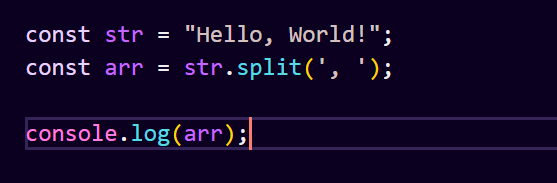 const str = "Hello, World!";
const arr = str.split(', ');
console.log(arr);